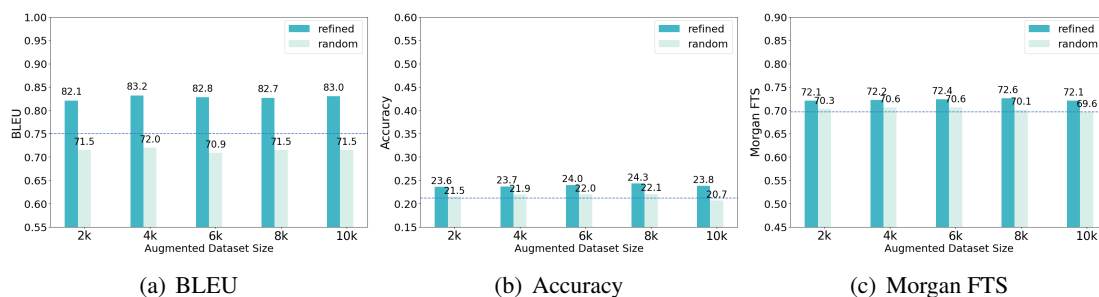 1.00
0.95
0.90
0.85
0.80
0.75
0.70
0.65
0.60
0.55
BLEU
refined
random
82.1 83.2 82.8 82.7 83.0
71.5 72.0 70.9 71.5 71.5
2k 4k 6k 8k 10k
Augmented Dataset Size
(a) BLEU
0.60
0.55
0.50
0.45
0.40
0.35
0.30
0.25
0.20
0.15
Accuracy
refined
random
23.6 23.7 24.0 24.3 23.8
21.5 21.9 22.0 22.1 20.7
2k 4k 6k 8k 10k
Augmented Dataset Size
(b) Accuracy
0.90
0.85
0.80
0.75
0.70
0.65
0.60
0.55
0.50
0.45
Morgan FTS
refined
random
72.1 72.2 72.4 72.6 72.1
70.3 70.6 70.6 70.1 69.6
2k 4k 6k 8k 10k
Augmented Dataset Size
(c) Morgan FTS